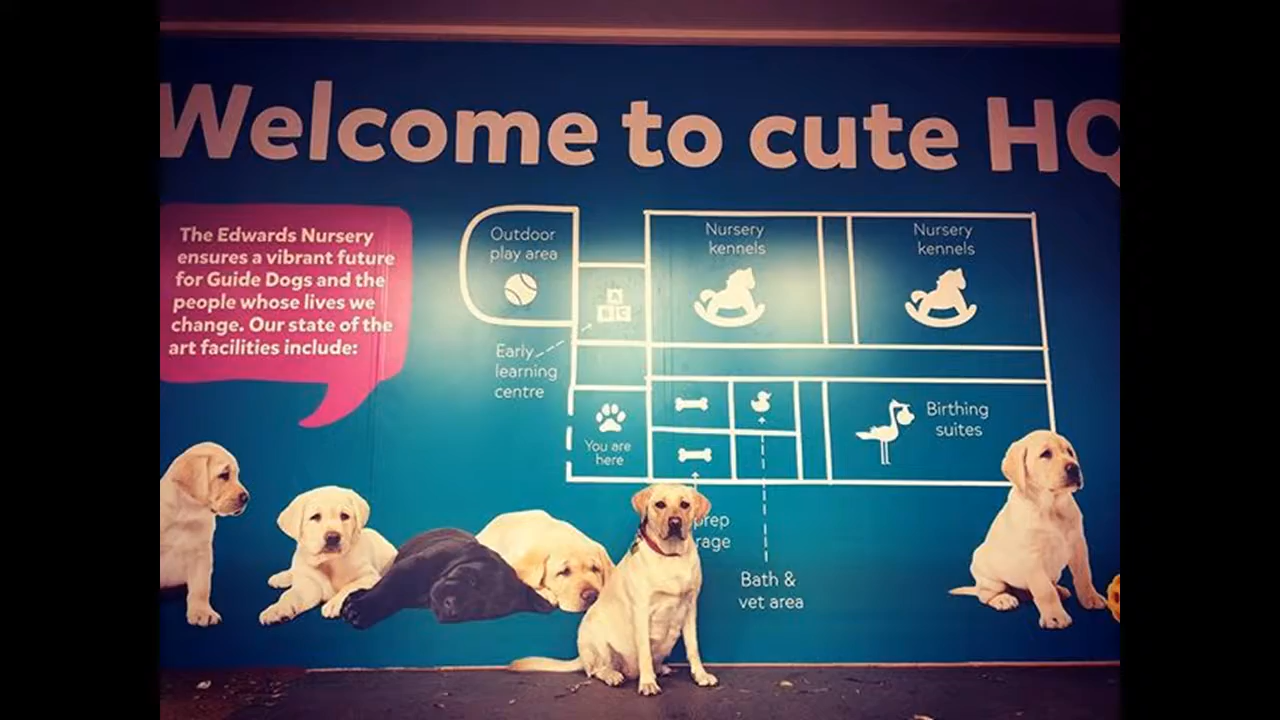 Welcome to cute HQ
The Edwards Nursery
ensures a vibrant future
for Guide Dogs and the
people whose lives we
change. Our state of the
art facilities include:
Outdoor
play area
Nursery
kennels
Nursery
kennels
A
B C
Early
learning
centre
You are
here
Birthing
suites
prep
rage
Bath &
vet area